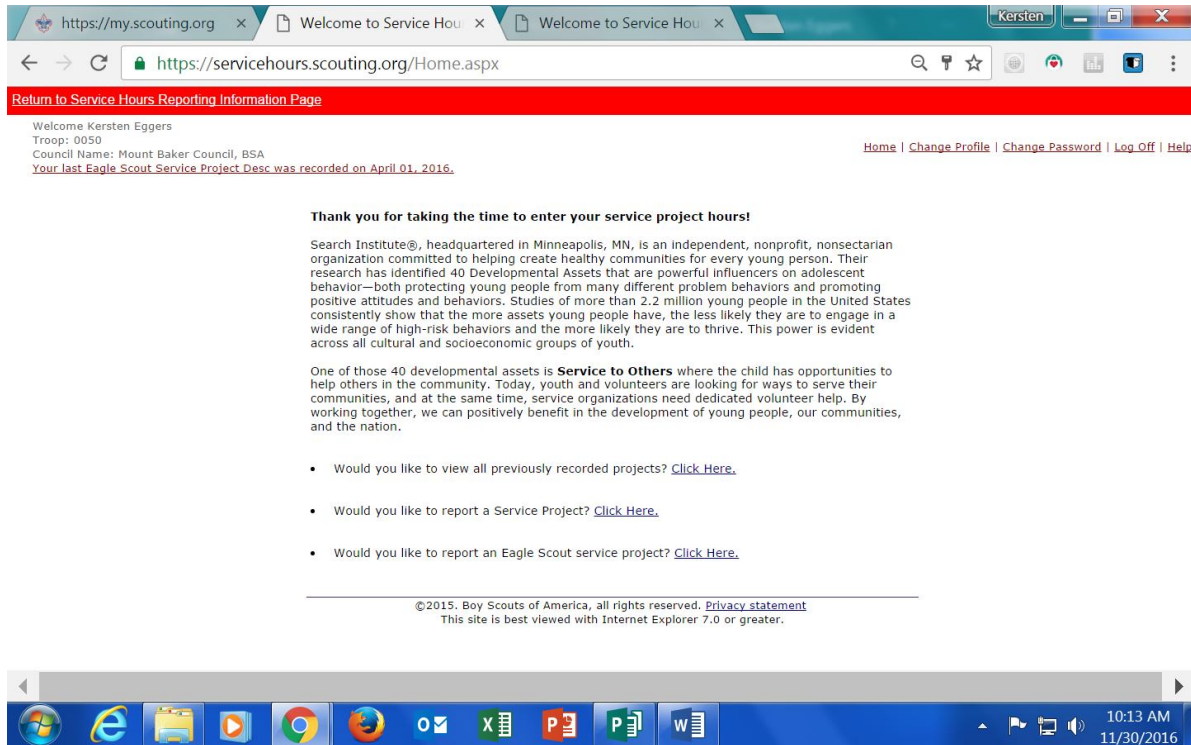 https://my.scouting.org
Welcome to Service Hou
Welcome to Service Hou
Kersten
https://servicehours.scouting.org/Home.aspx
Return to Service Hours Reporting Information Page
Welcome Kersten Eggers
Troop: 0050
Council Name: Mount Baker Council, BSA
Your last Eagle Scout Service Project Desc was recorded on April 01, 2016.
Home | Change Profile | Change Password | Log Off | Help
Thank you for taking the time to enter your service project hours!
Search Institute®, headquartered in Minneapolis, MN, is an independent, nonprofit, nonsectarian
organization committed to helping create healthy communities for every young person. Their
research has identified 40 Developmental Assets that are powerful influencers on adolescent
behavior—both protecting young people from many different problem behaviors and promoting
positive attitudes and behaviors. Studies of more than 2.2 million young people in the United States
consistently show that the more assets young people have, the less likely they are to engage in a
wide range of high-risk behaviors and the more likely they are to thrive. This power is evident
across all cultural and socioeconomic groups of youth.
One of those 40 developmental assets is Service to Others where the child has opportunities to
help others in the community. Today, youth and volunteers are looking for ways to serve their
communities, and at the same time, service organizations need dedicated volunteer help. By
working together, we can positively benefit in the development of young people, our communities,
and the nation.
• Would you like to view all previously recorded projects? Click Here.
• Would you like to report a Service Project? Click Here.
• Would you like to report an Eagle Scout service project? Click Here.
©2015. Boy Scouts of America, all rights reserved. Privacy statement
This site is best viewed with Internet Explorer 7.0 or greater.
10:13 AM
11/30/2016